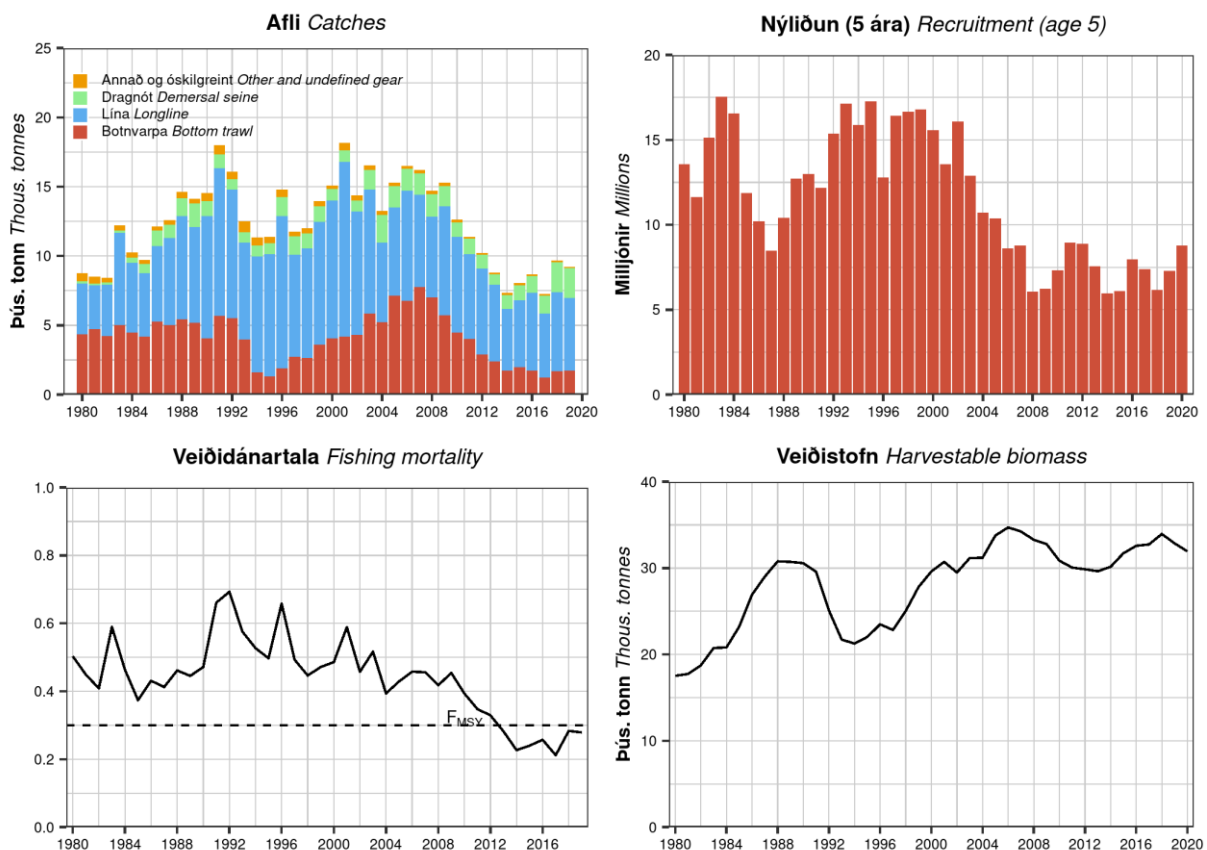 Afli Catches
Þús. tonn Thous. tonnes
25
20
15
10
5
0
Annað og óskilgreint Other and undefined gear
Dragnót Demersal seine
Lína Longline
Botnvarpa Bottom trawl
1980 1984 1988 1992 1996 2000 2004 2008 2012 2016 2020
Nýliðun (5 ára) Recruitment (age 5)
Milljónir Millions
20
15
10
5
0
1980 1984 1988 1992 1996 2000 2004 2008 2012 2016 2020
Veiðidánartala Fishing mortality
1.0
0.8
0.6
0.4
0.2
0.0
FMSY
1980 1984 1988 1992 1996 2000 2004 2008 2012 2016
Veiðistofn Harvestable biomass
Þús. tonn Thous. tonnes
40
30
20
10
0
1980 1984 1988 1992 1996 2000 2004 2008 2012 2016 2020